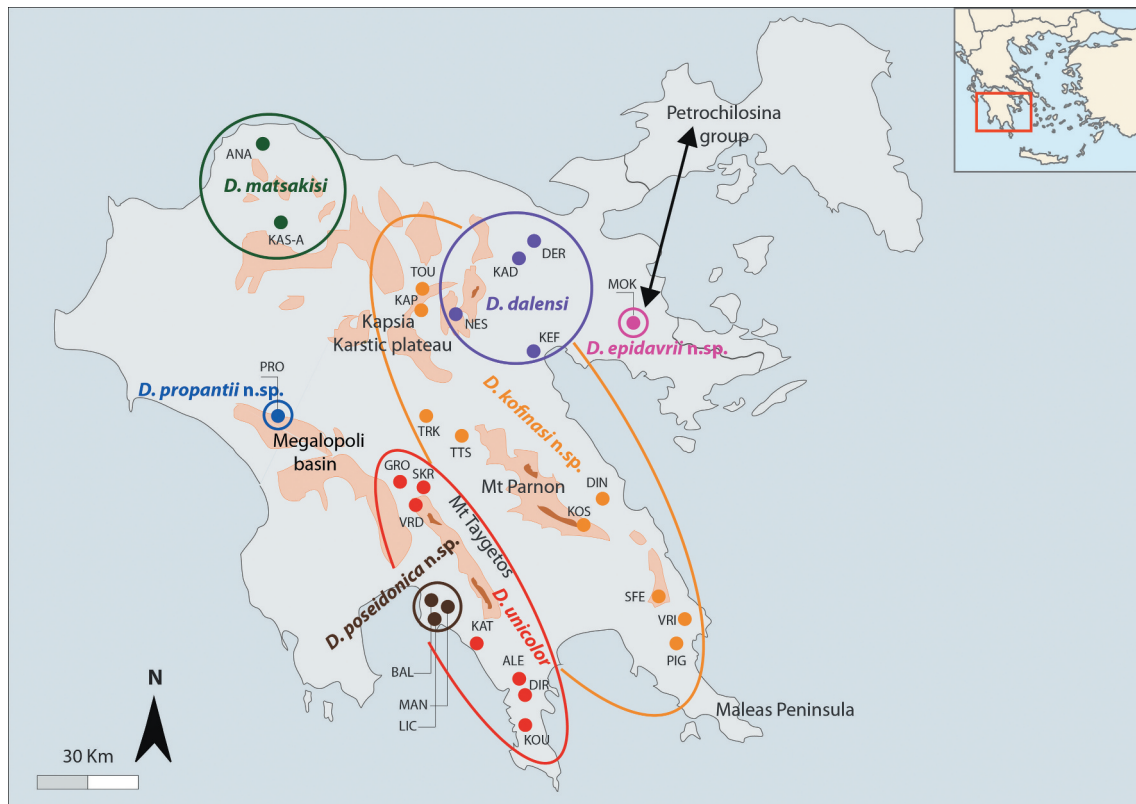 Petrochilosina
group
ANA
D. matsakisi
KAS-A
DER
TOU
KAD
MOK
KAP
D. dalensi
NES
Kapsia
Karstic plateau
KEF
D. epidavrii n.sp.
PRO
D. propantii n.sp.
D. kofinasi n.sp.
TRK
TTS
Megalopoli
basin
GRO
SKR
Mt Parnon
DIN
KOS
VRD
Mt Taygetos
D. poseidonica n.sp.
D. unicolor
SFE
VRI
KAT
PIG
BAL
ALE
DIR
MAN
LIC
KOU
Maleas Peninsula
N
30 Km